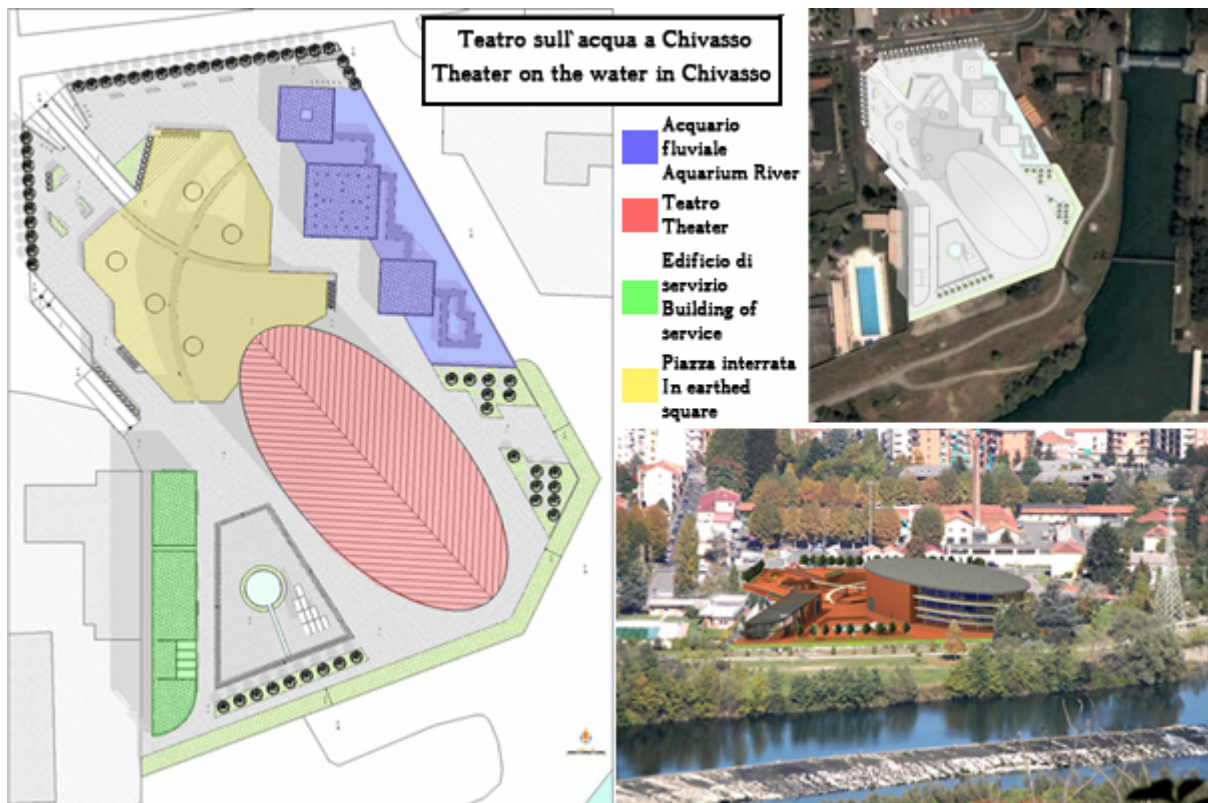 Teatro sull'acqua a Chivasso
Theater on the water in Chivasso
Acquario
fluviale
Aquarium River
Teatro
Theater
Edificio di
servizio
Building of
service
Piazza interrata
In earthed
square